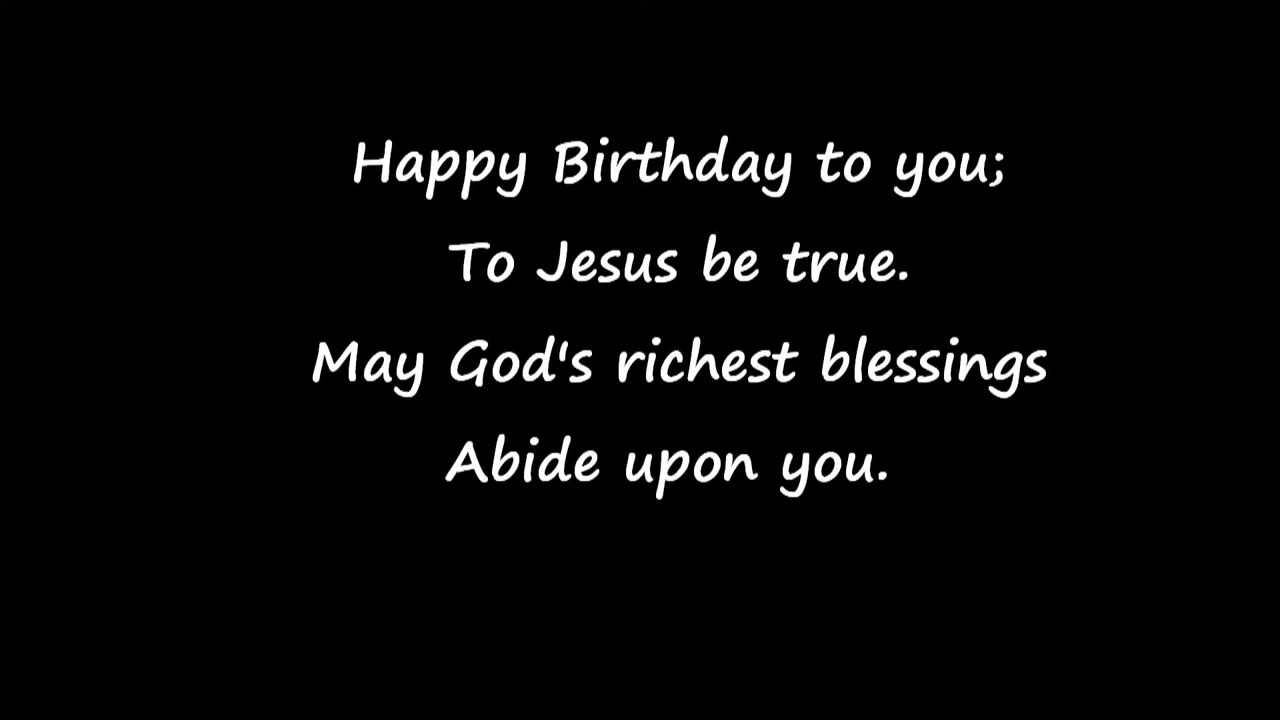 Happy Birthday to you;
To Jesus be true.
May God's richest blessings
Abide upon you.